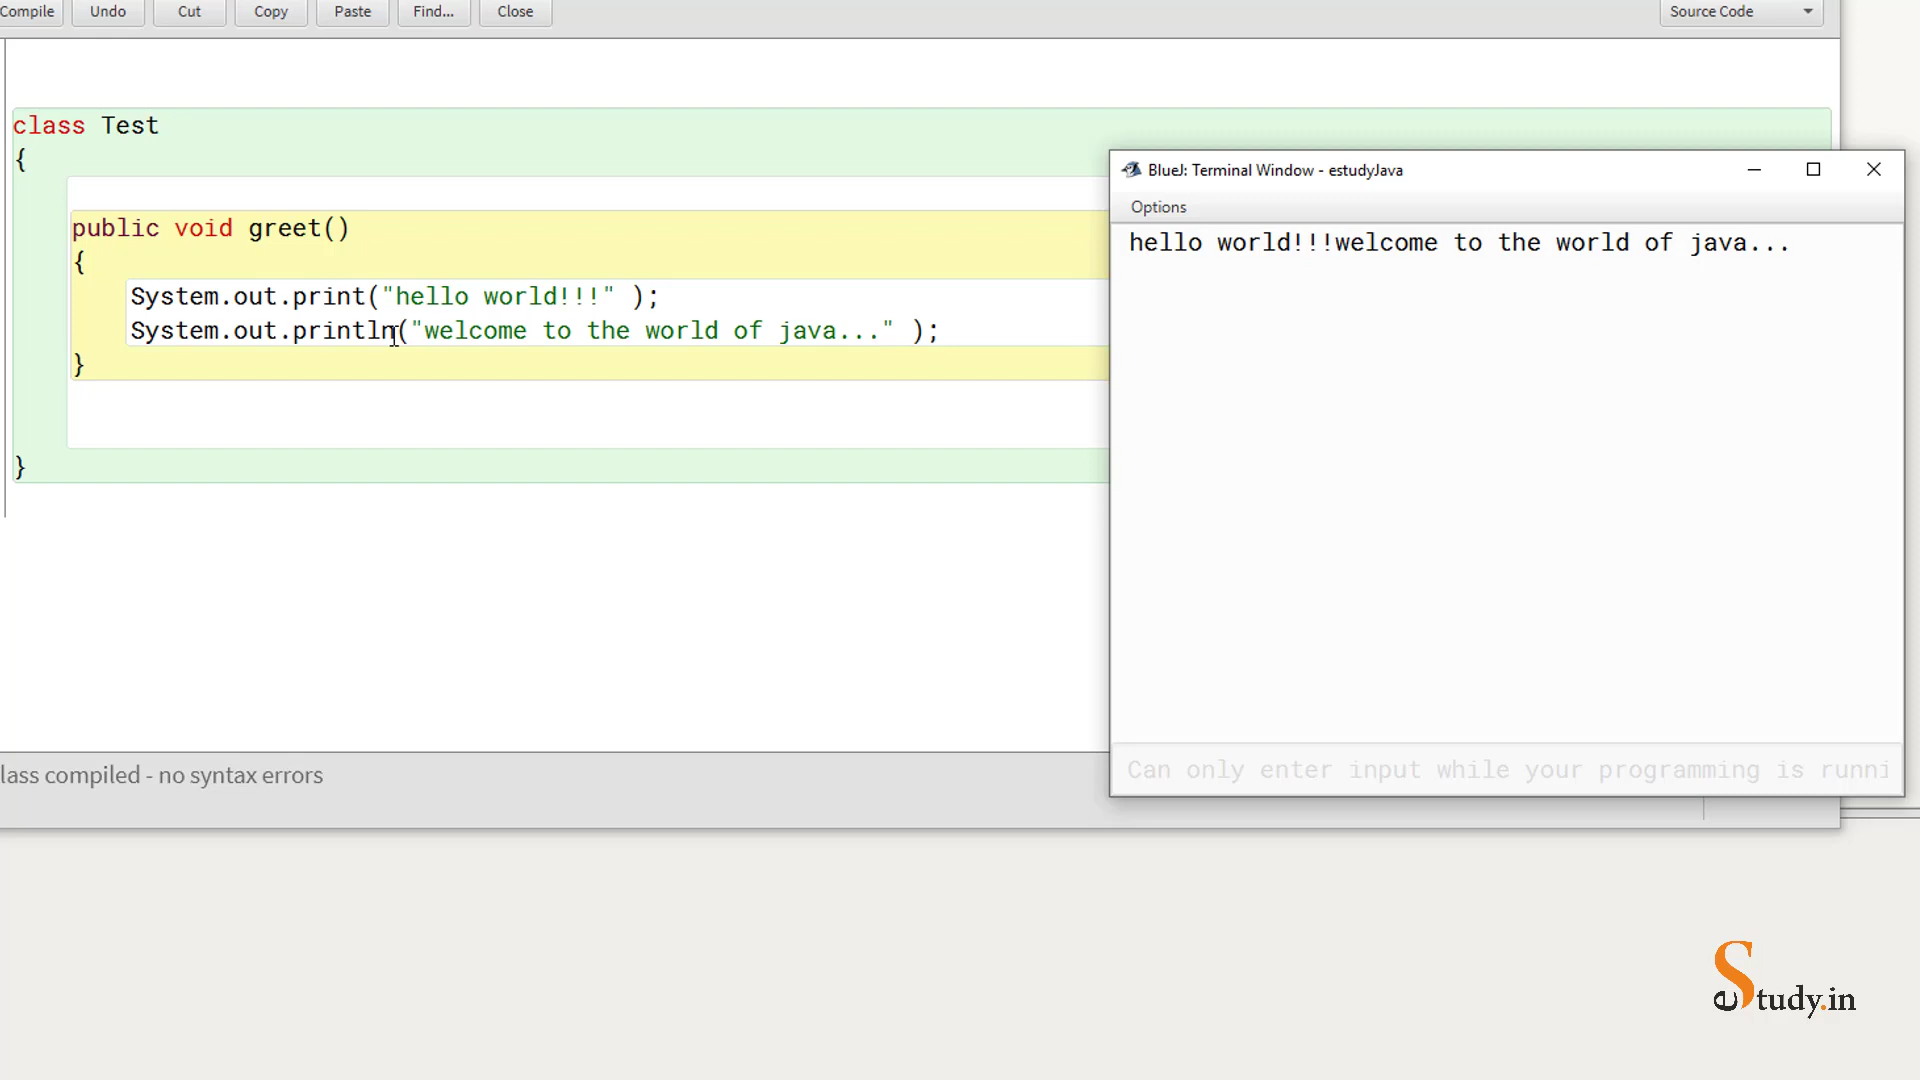 Compile Undo Cut Copy Paste Find... Close Source Code
class Test
{
public void greet()
{
System.out.print("hello world!!!" );
System.out.println("welcome to the world of java..." );
}
}
lass compiled - no syntax errors
BlueJ: Terminal Window - estudyJava
Options
hello world!!!welcome to the world of java...
Can only enter input while your programming is runni
eStudy.in